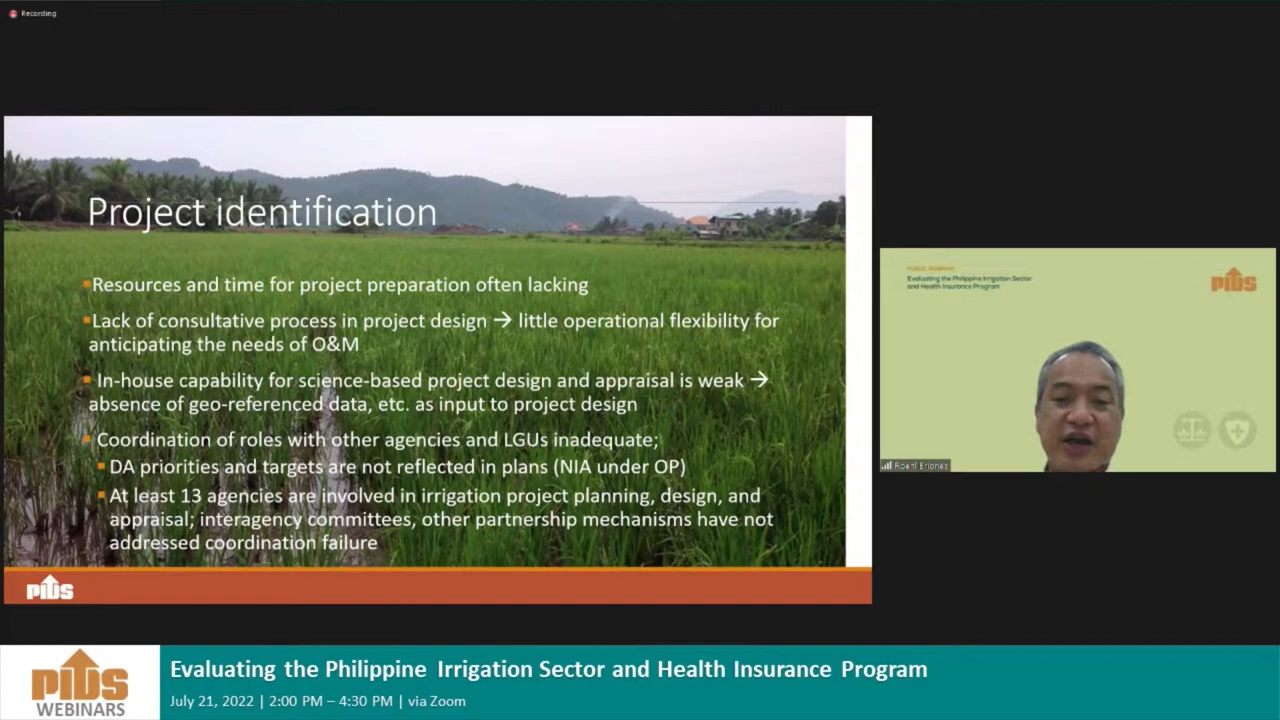 Recording
Project identification
Resources and time for project preparation often lacking
Lack of consultative process in project design → little operational flexibility for
anticipating the needs of O&M
In-house capability for science-based project design and appraisal is weak →
absence of geo-referenced data, etc. as input to project design
Coordination of roles with other agencies and LGUs inadequate;
DA priorities and targets are not reflected in plans (NIA under OP)
At least 13 agencies are involved in irrigation project planning, design, and
appraisal; interagency committees, other partnership mechanisms have not
addressed coordination failure
PIDS
Evaluating the Philippine Irrigation Sector
and Health Insurance Program
PIDS
Roehl Briones
PIDS
WEBINARS
Evaluating the Philippine Irrigation Sector and Health Insurance Program
July 21, 2022 | 2:00 PM – 4:30 PM | via Zoom